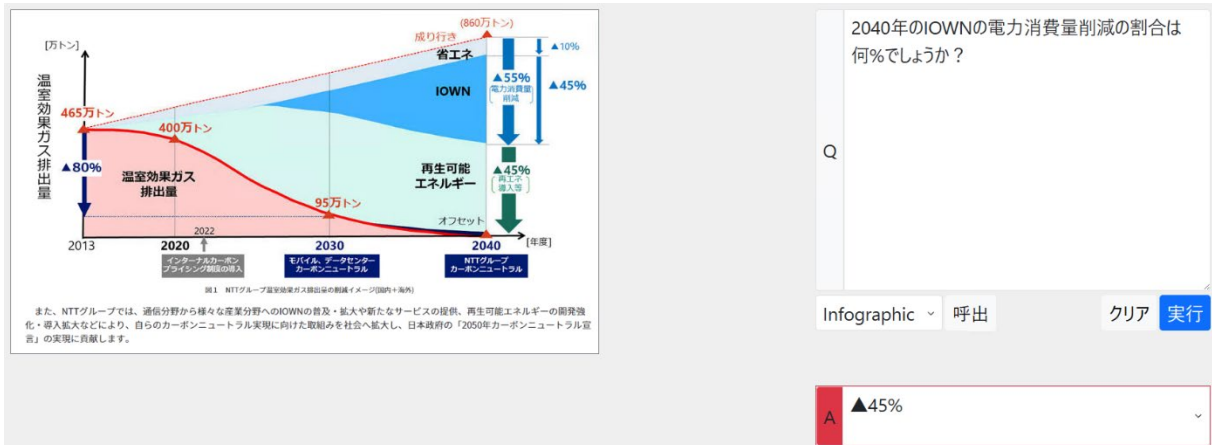 (860万トン)
[万トン]
成り行き
省エネ
▲10%
▲55%
電力消費量
削減
▲45%
IOWN
温室効果ガス排出量
465万トン
400万トン
▲80%
温室効果ガス
排出量
再生可能
エネルギー
▲45%
再エネ
導入等
95万トン
オフセット
2022
2013
2020
2030
2040
[年度]
インターナルカーボン
プライシング制度の導入
モバイル、データセンター
カーボンニュートラル
NTTグループ
カーボンニュートラル
図1 NTTグループ温室効果ガス排出量の削減イメージ(国内+海外)
また、NTTグループでは、通信分野から様々な産業分野へのIOWNの普及・拡大や新たなサービスの提供、再生可能エネルギーの開発強
化・導入拡大などにより、自らのカーボンニュートラル実現に向けた取組みを社会へ拡大し、日本政府の「2050年カーボンニュートラル宣
言」の実現に貢献します。
Q
2040年のIOWNの電力消費量削減の割合は
何%でしょうか?
Infographic
呼出
クリア
実行
A
▲45%